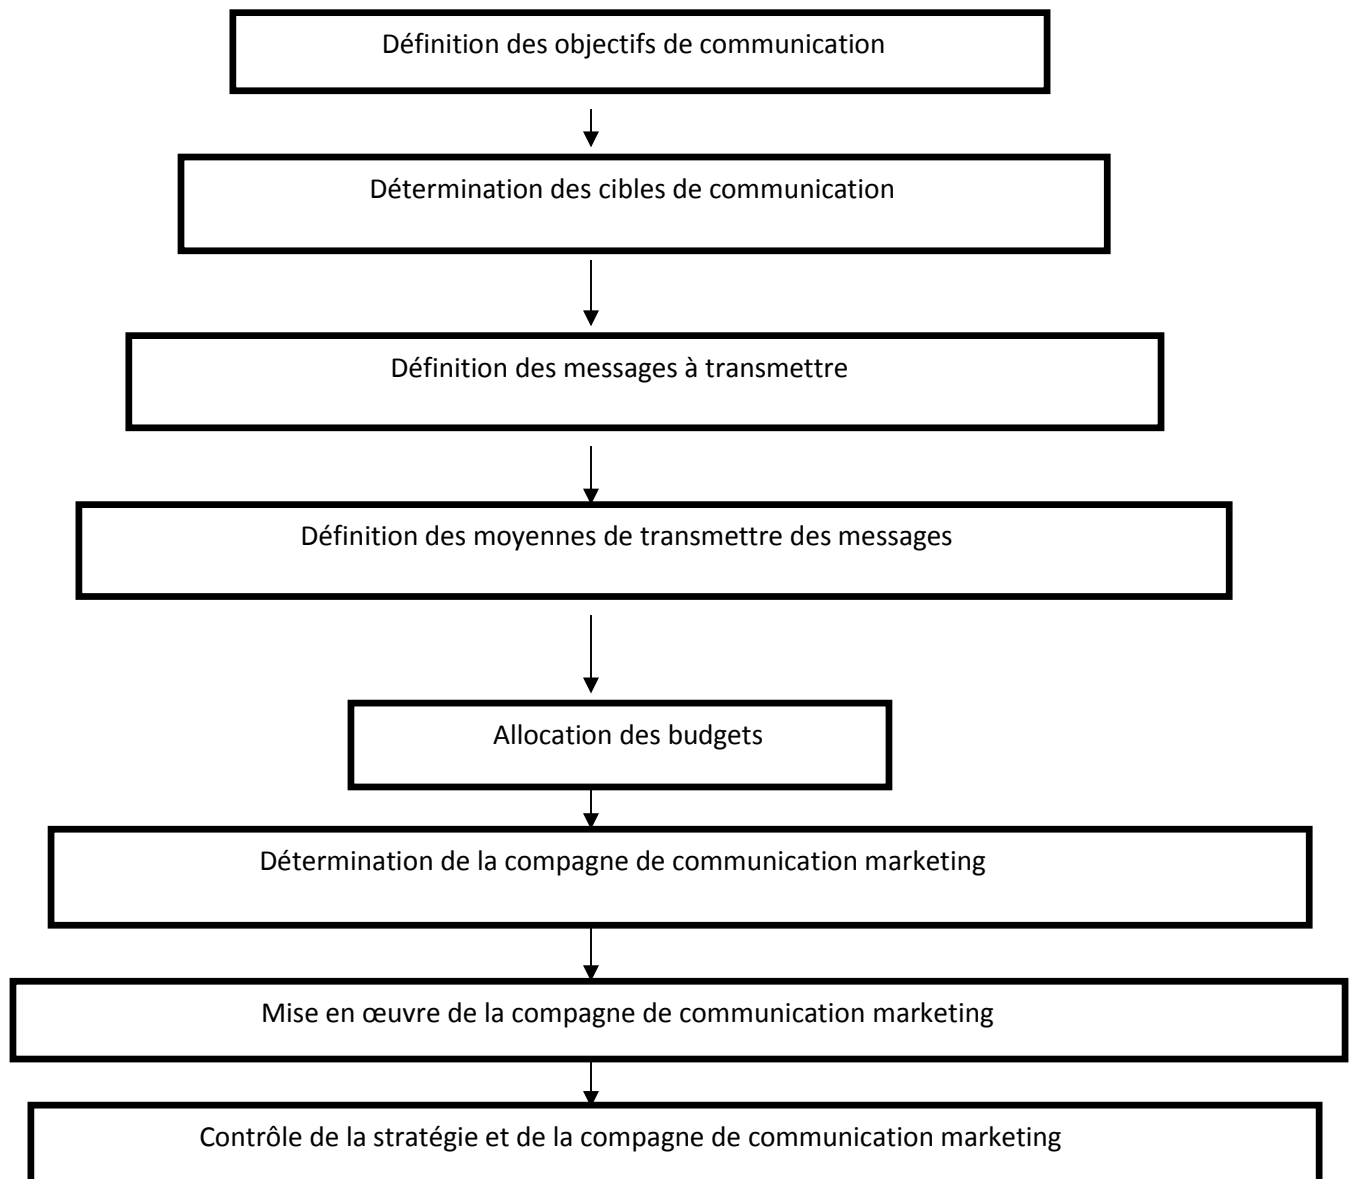 Définition des objectifs de communication
Détermination des cibles de communication
Définition des messages à transmettre
Définition des moyennes de transmettre des messages
Allocation des budgets
Détermination de la compagne de communication marketing
Mise en œuvre de la compagne de communication marketing
Contrôle de la stratégie et de la compagne de communication marketing